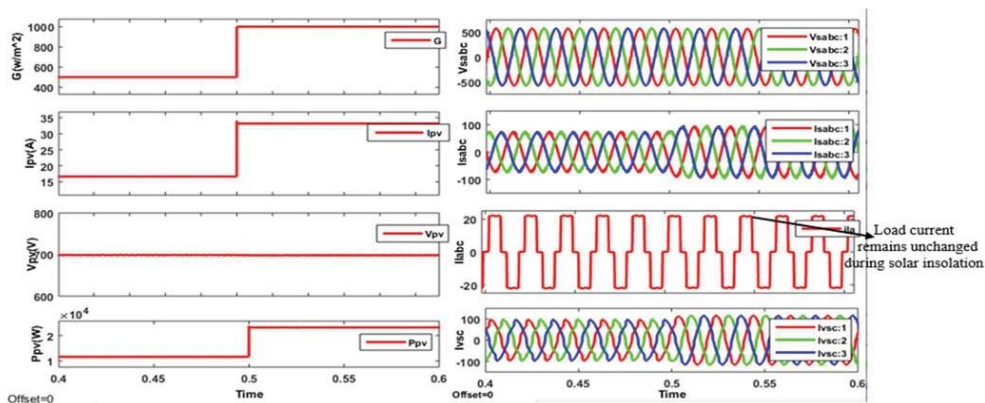 1000
800
600
400
G(w/m^2)
G
35
30
25
20
15
Ipv(A)
Ipv
800
700
600
Vpv(V)
Vpv
×10^4
2
1
Ppv(W)
Ppv
0.4 0.45 0.5 0.55 0.6
Offset=0 Time
500
0
-500
Vsabc
Vsabc:1
Vsabc:2
Vsabc:3
100
0
-100
Isabc
Isabc:1
Isabc:2
Isabc:3
20
0
-20
Ilabc
Ila
Load current
remains unchanged
during solar insolation
100
0
-100
Ivsc
Ivsc:1
Ivsc:2
Ivsc:3
0.4 0.45 0.5 0.55 0.6
Offset=0 Time